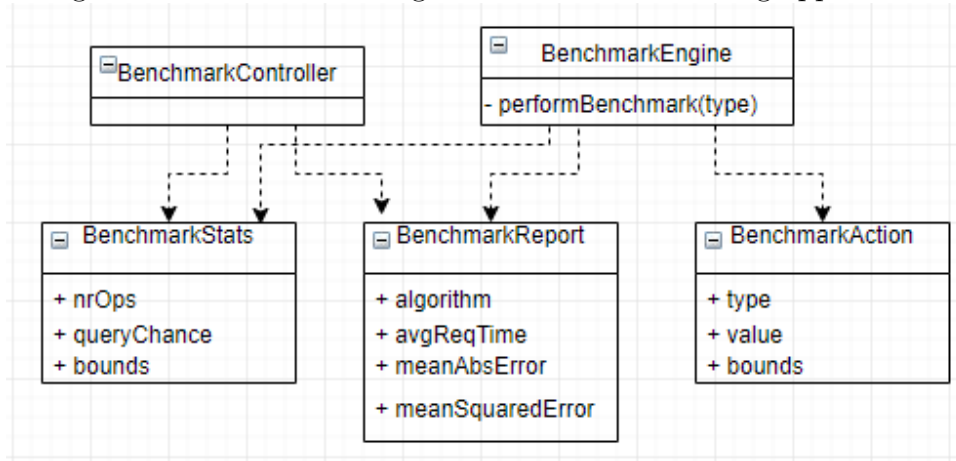 BenchmarkController
BenchmarkEngine
- performBenchmark(type)
BenchmarkStats
+ nrOps
+ queryChance
+ bounds
BenchmarkReport
+ algorithm
+ avgReqTime
+ meanAbsError
+ meanSquaredError
BenchmarkAction
+ type
+ value
+ bounds